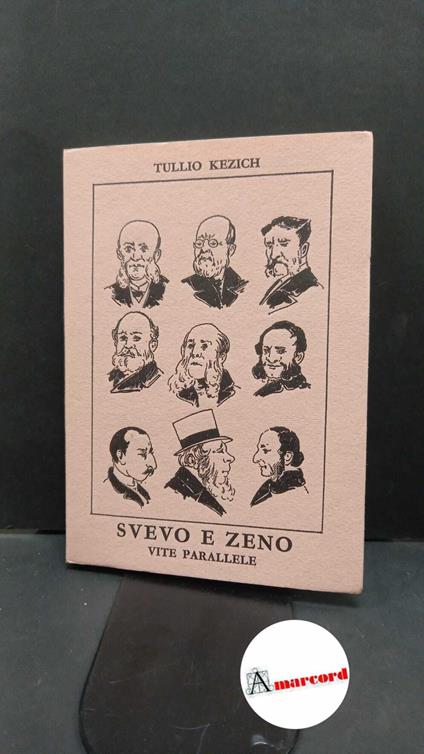 TULLIO KEZICH
SVEVO E ZENO
VITE PARALLELE
Amarcord